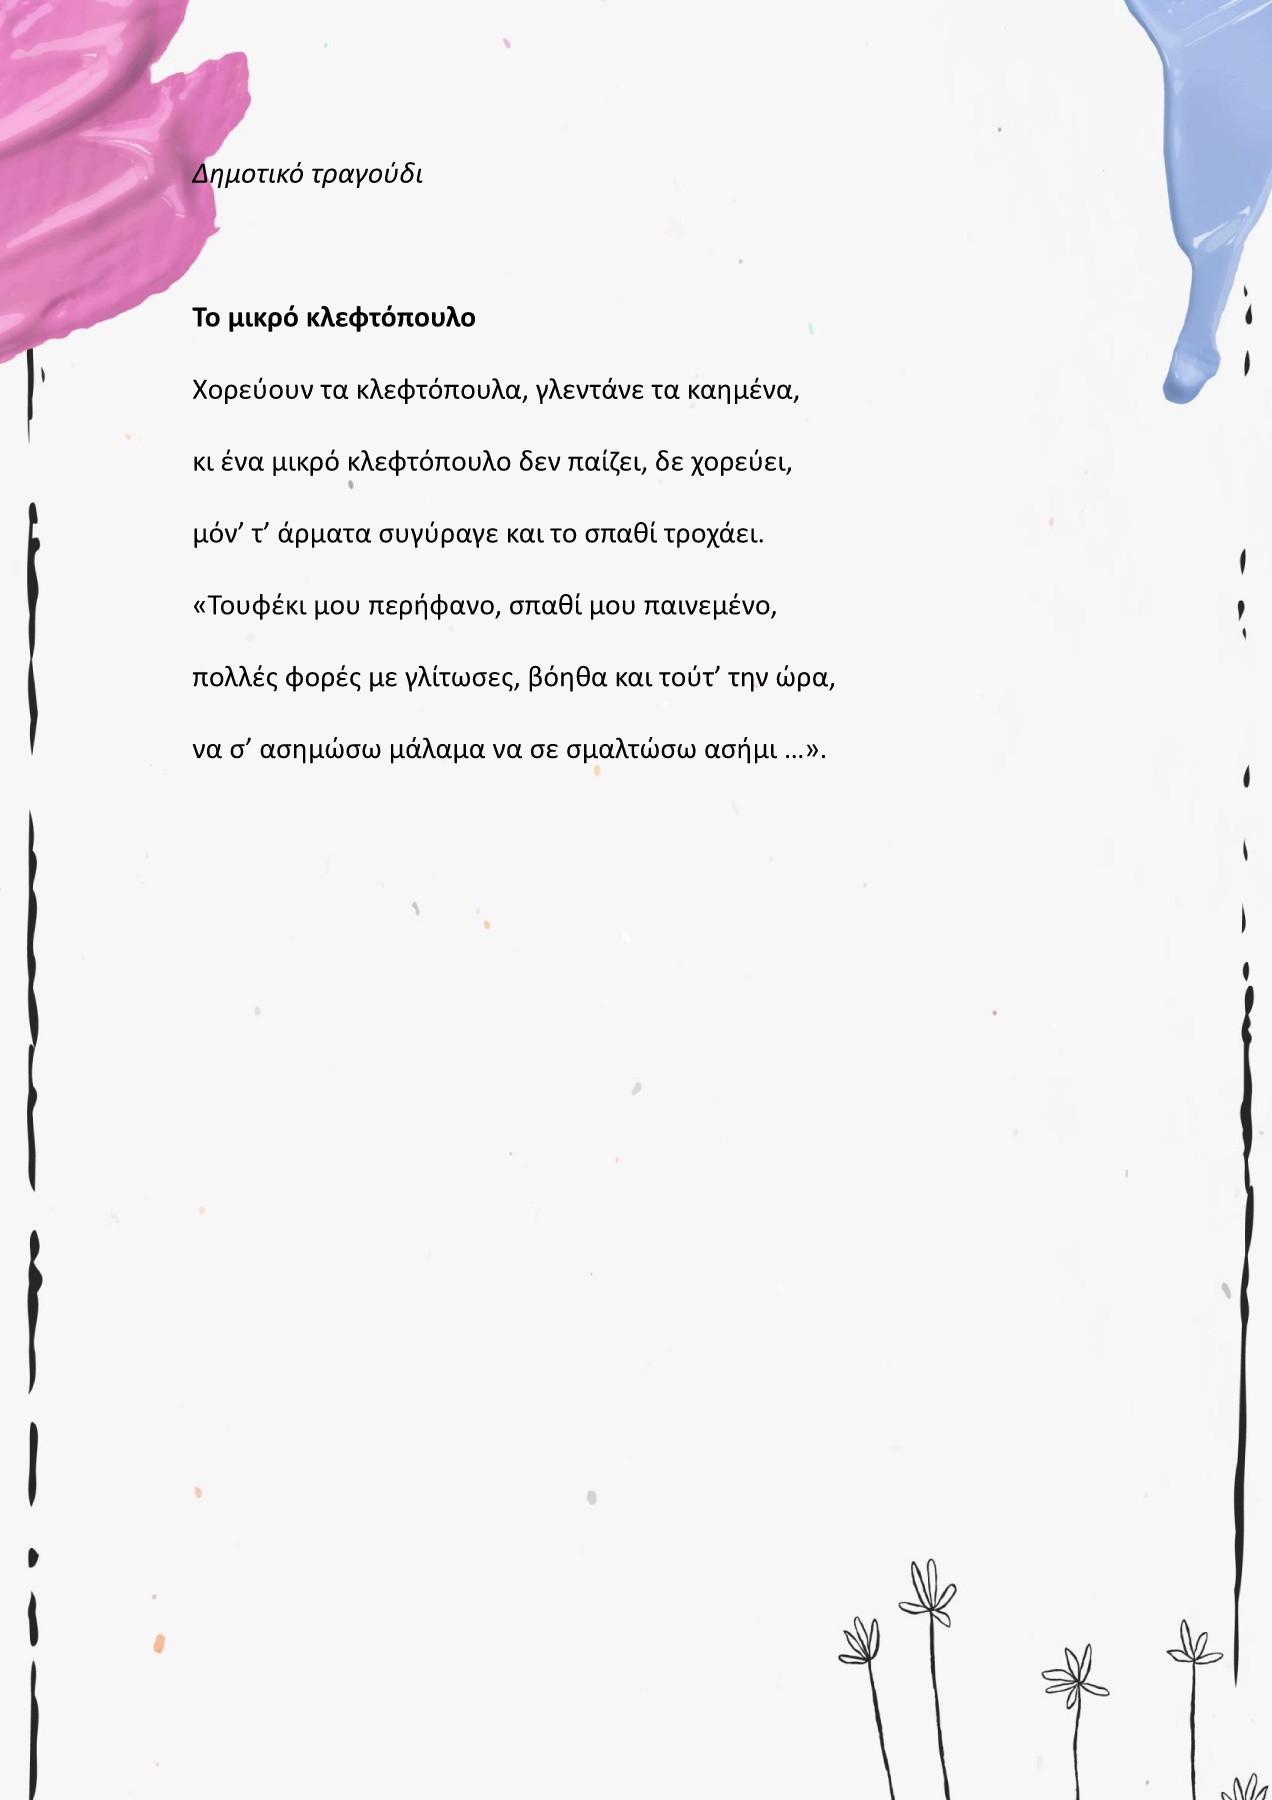 Δημοτικό τραγούδι
Το μικρό κλεφτόπουλο
Χορεύουν τα κλεφτόπουλα, γλεντάνε τα καημένα,
κι ένα μικρό κλεφτόπουλο δεν παίζει, δε χορεύει,
μόν’ τ’ άρματα συγύραγε και το σπαθί τροχάει.
«Τουφέκι μου περήφανο, σπαθί μου παινεμένο,
πολλές φορές με γλίτωσες, βόηθα και τούτ’ την ώρα,
να σ’ ασημώσω μάλαμα να σε σμαλτώσω ασήμι …».